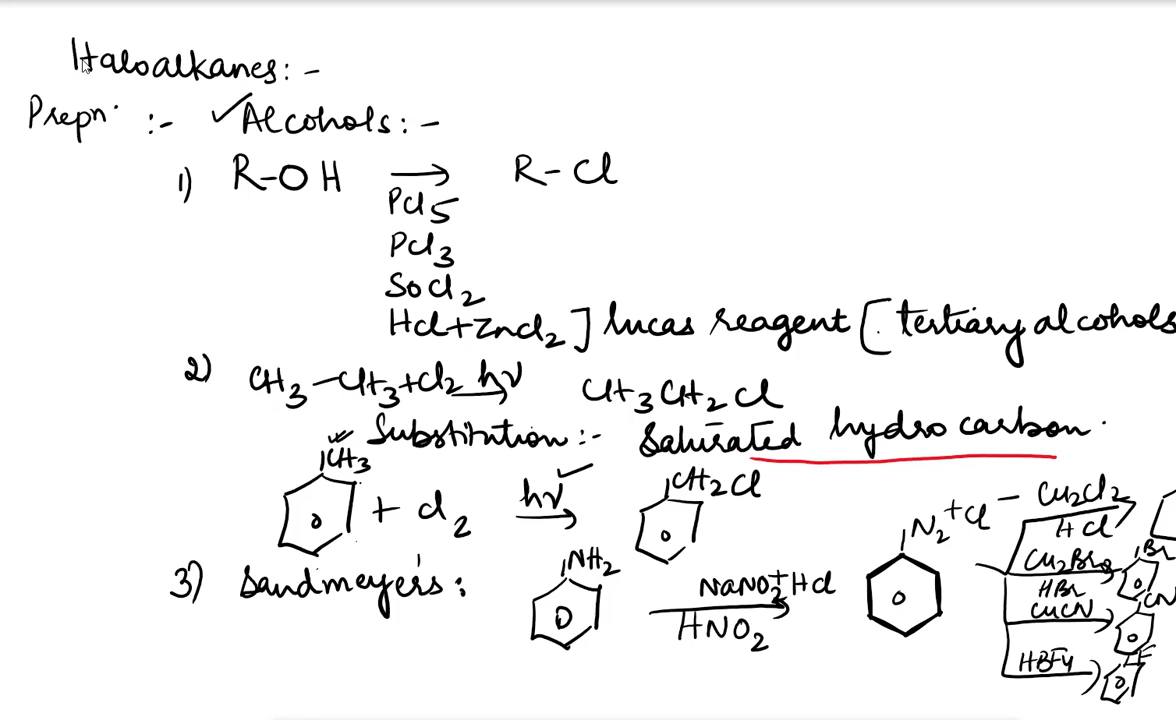 Haloalkanes:-
Prepn. :- ✓Alcohols:-
1) R-OH → R-Cl
PCl5
PCl3
SOCl2
HCl+ZnCl2] lucas reagent [tertiary alcohols
2) CH3-CH3+Cl2 hν CH3CH2Cl
Substitution:- Saturated hydrocarbon.
CH3 + Cl2 hν CH2Cl
3) Sandmeyer's: NH2 NaNO2+HCl HNO2 N2+Cl-
Cu2Cl2
HCl
Cu2Br2 Br
HBr
CuCN CN
HBF4 F